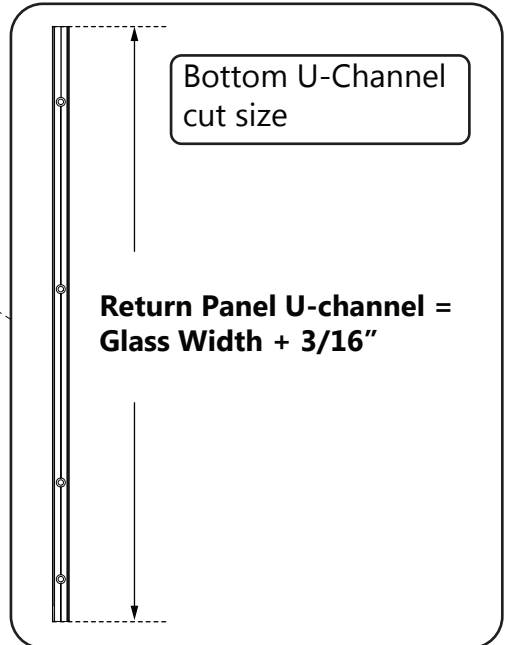 Bottom U-Channel
cut size
Return Panel U-channel =
Glass Width + 3/16”